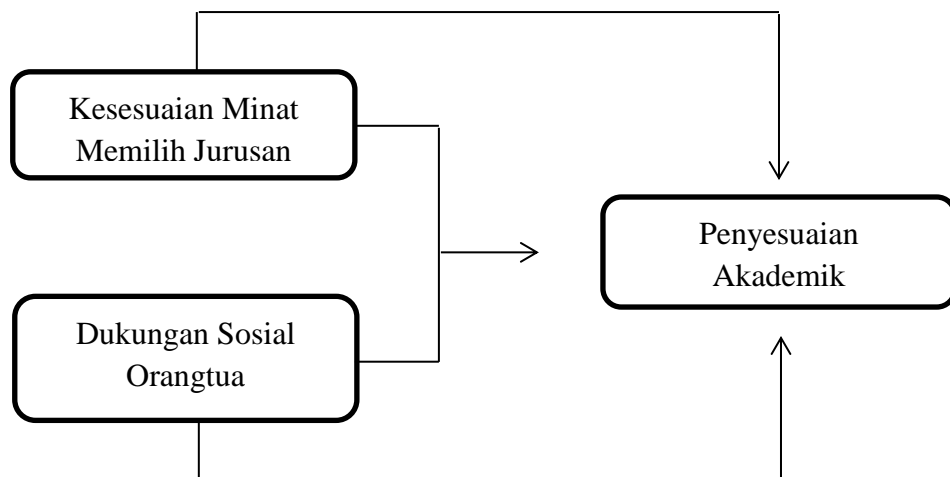 Kesesuaian Minat
Memilih Jurusan
Penyesuaian
Akademik
Dukungan Sosial
Orangtua